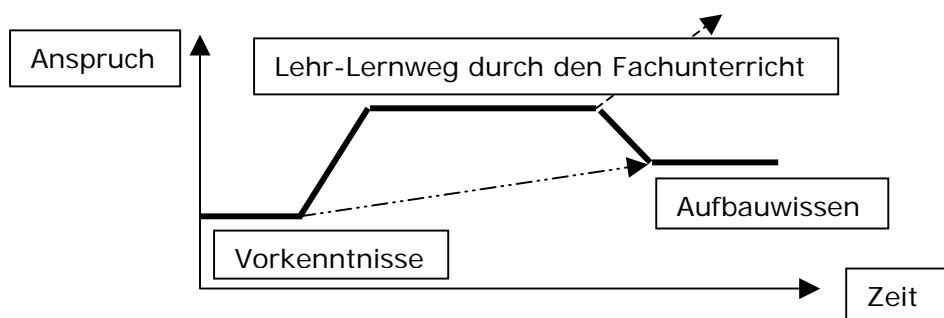 Anspruch
Lehr-Lernweg durch den Fachunterricht
Aufbauwissen
Vorkenntnisse
Zeit